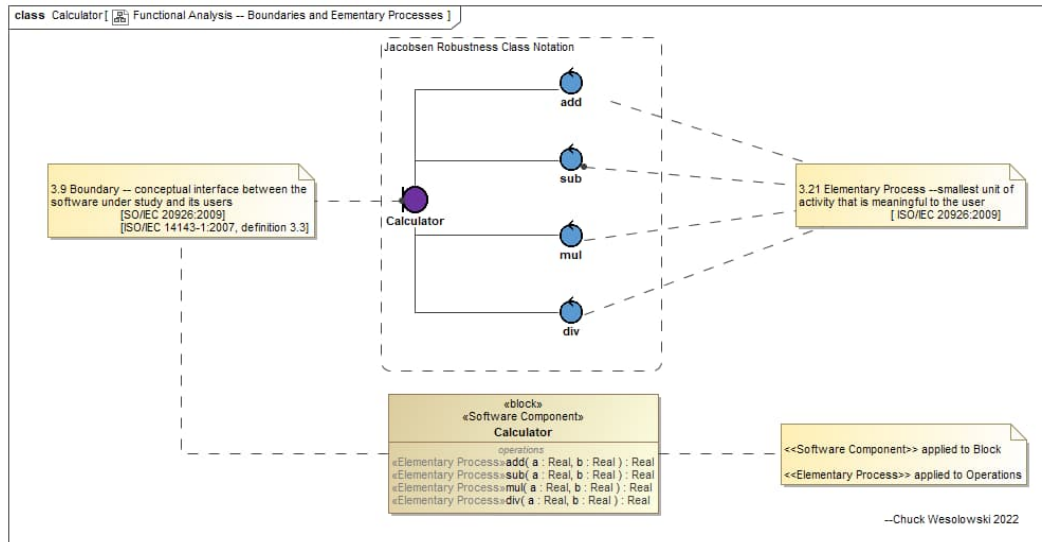 class Calculator [ Functional Analysis -- Boundaries and Eementary Processes ]
Jacobsen Robustness Class Notation
add
sub
Calculator
mul
div
3.9 Boundary -- conceptual interface between the
software under study and its users
[ISO/IEC 20926:2009]
[ISO/IEC 14143-1:2007, definition 3.3]
3.21 Elementary Process --smallest unit of
activity that is meaningful to the user
[ ISO/IEC 20926:2009]
«block»
«Software Component»
Calculator
operations
«Elementary Process»add( a : Real, b : Real ) : Real
«Elementary Process»sub( a : Real, b : Real ) : Real
«Elementary Process»mul( a : Real, b : Real ) : Real
«Elementary Process»div( a : Real, b : Real ) : Real
<<Software Component>> applied to Block
<<Elementary Process>> applied to Operations
--Chuck Wesolowski 2022